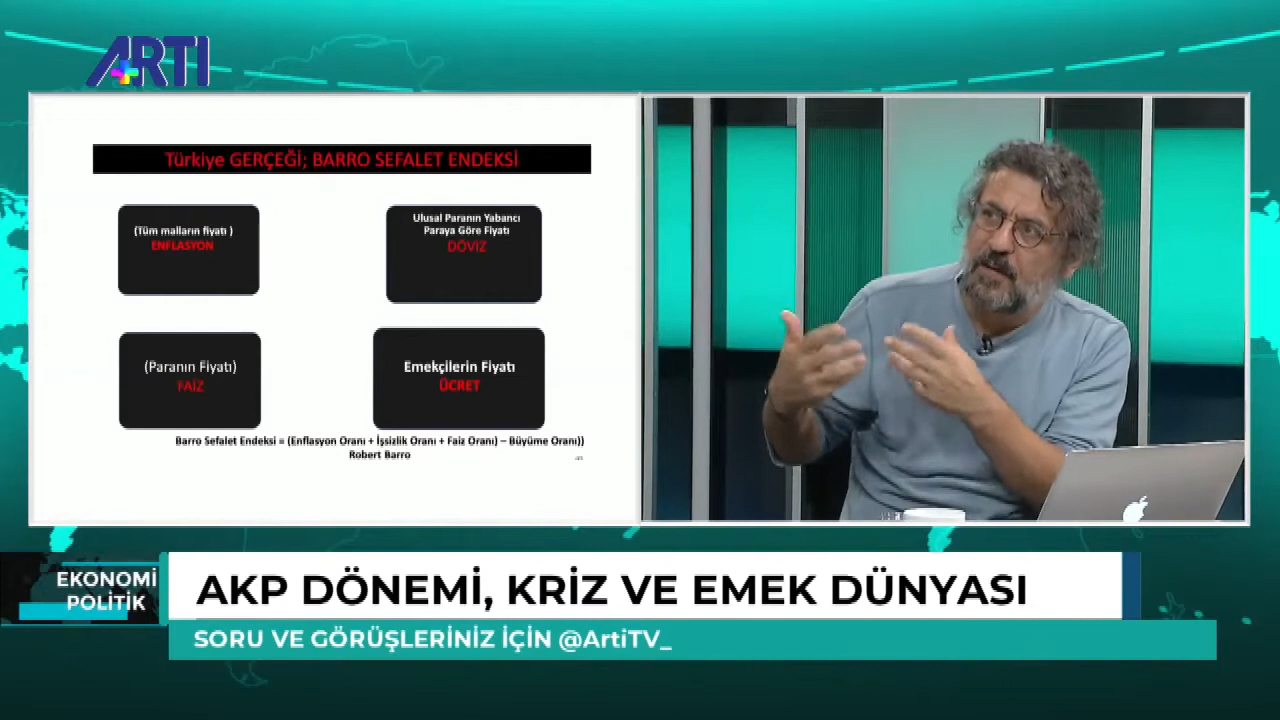 ARTI
Türkiye GERÇEĞİ; BARRO SEFALET ENDEKSİ
(Tüm malların fiyatı )
ENFLASYON
Ulusal Paranın Yabancı
Paraya Göre Fiyatı
DÖVİZ
(Paranın Fiyatı)
FAİZ
Emekçilerin Fiyatı
ÜCRET
Barro Sefalet Endeksi = (Enflasyon Oranı + İşsizlik Oranı + Faiz Oranı) – Büyüme Oranı))
Robert Barro
EKONOMİ
POLİTİK
AKP DÖNEMİ, KRİZ VE EMEK DÜNYASI
SORU VE GÖRÜŞLERİNİZ İÇİN @ArtiTV_